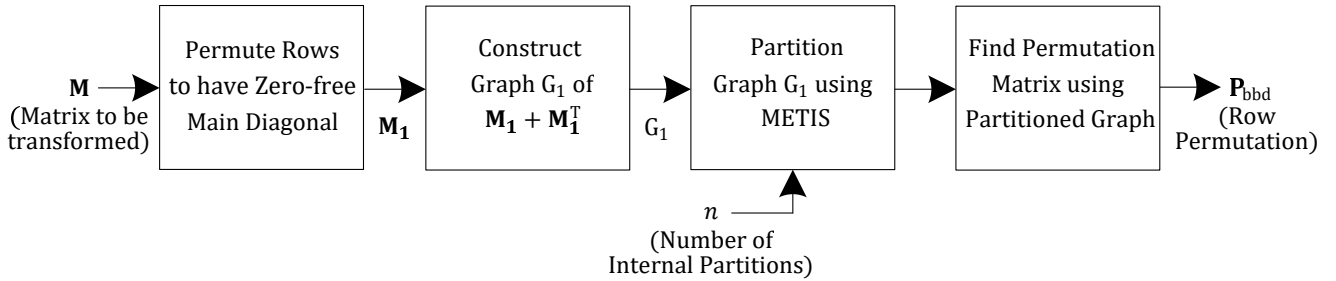 M
(Matrix to be
transformed)
Permute Rows
to have Zero-free
Main Diagonal
M₁
Construct
Graph G₁ of
M₁ + M₁ᵀ
G₁
Partition
Graph G₁ using
METIS
n
(Number of
Internal Partitions)
Find Permutation
Matrix using
Partitioned Graph
P_bbd
(Row
Permutation)